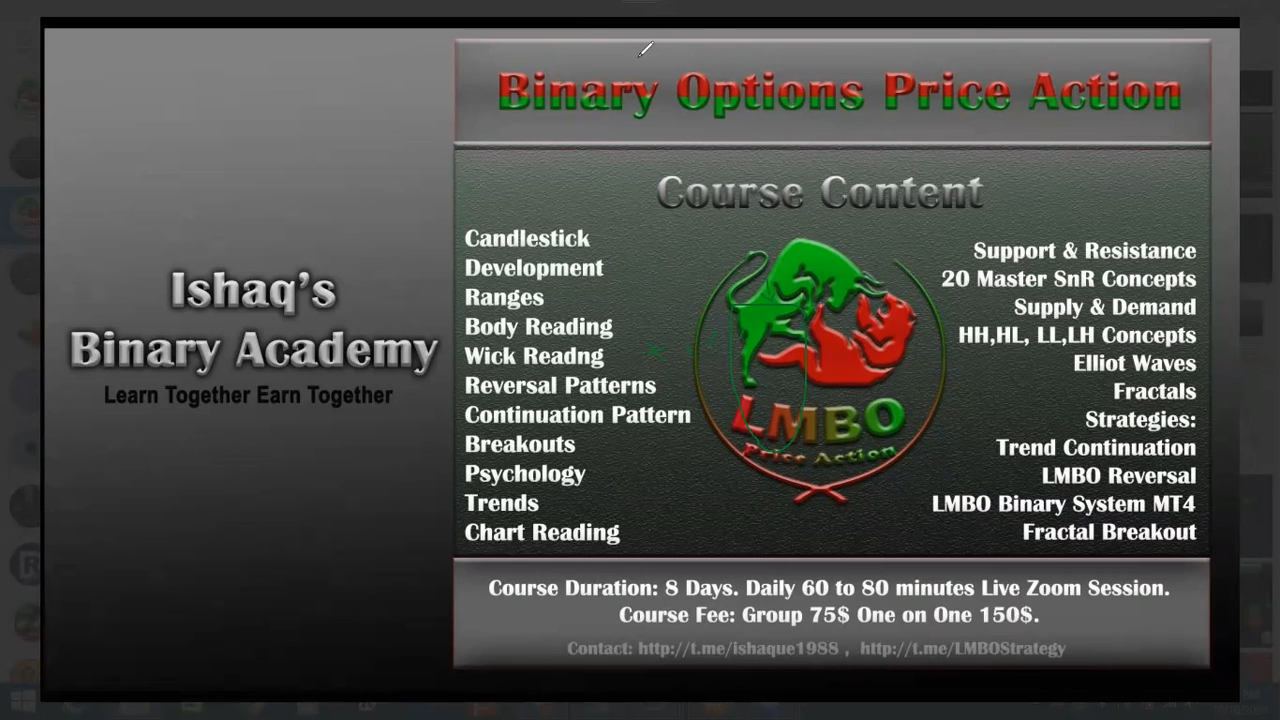 Binary Options Price Action
Course Content
Ishaq's
Binary Academy
Learn Together Earn Together
Candlestick
Development
Ranges
Body Reading
Wick Readng
Reversal Patterns
Continuation Pattern
Breakouts
Psychology
Trends
Chart Reading
LMBO
Price Action
Support & Resistance
20 Master SnR Concepts
Supply & Demand
HH,HL, LL,LH Concepts
Elliot Waves
Fractals
Strategies:
Trend Continuation
LMBO Reversal
LMBO Binary System MT4
Fractal Breakout
Course Duration: 8 Days. Daily 60 to 80 minutes Live Zoom Session.
Course Fee: Group 75$ One on One 150$.
Contact: http://t.me/ishaque1988 , http://t.me/LMBOStrategy